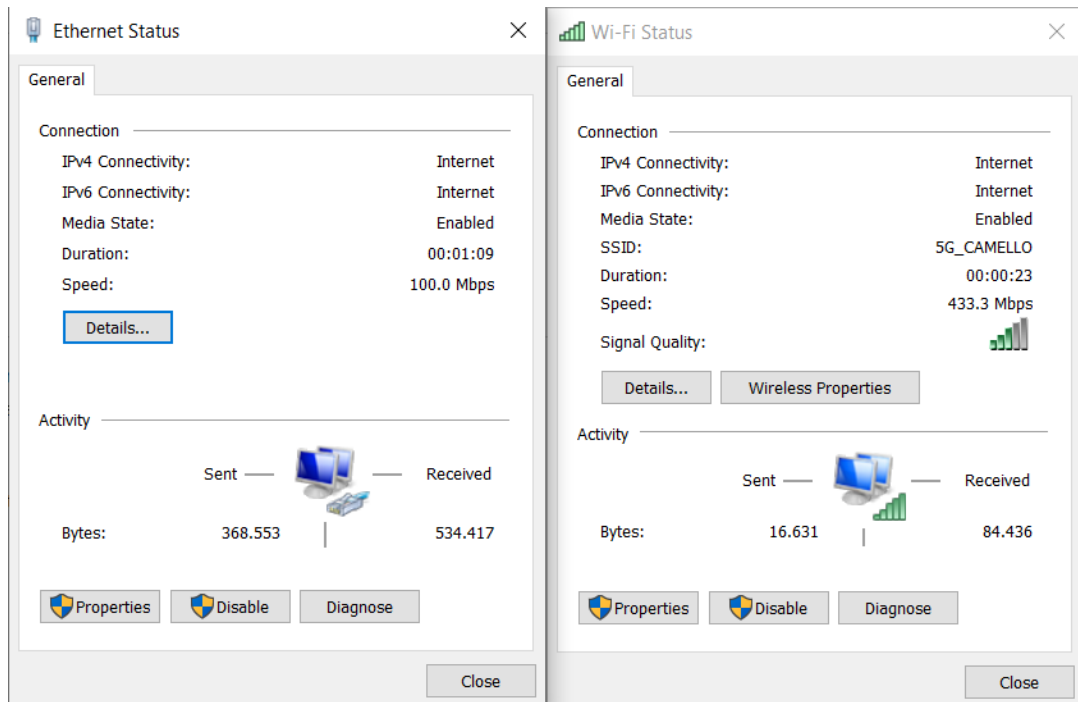 Ethernet Status
General
Connection
IPv4 Connectivity: Internet
IPv6 Connectivity: Internet
Media State: Enabled
Duration: 00:01:09
Speed: 100.0 Mbps
Details...
Activity
Sent Received
Bytes: 368.553 534.417
Properties Disable Diagnose
Close
Wi-Fi Status
General
Connection
IPv4 Connectivity: Internet
IPv6 Connectivity: Internet
Media State: Enabled
SSID: 5G_CAMELLO
Duration: 00:00:23
Speed: 433.3 Mbps
Signal Quality:
Details... Wireless Properties
Activity
Sent Received
Bytes: 16.631 84.436
Properties Disable Diagnose
Close